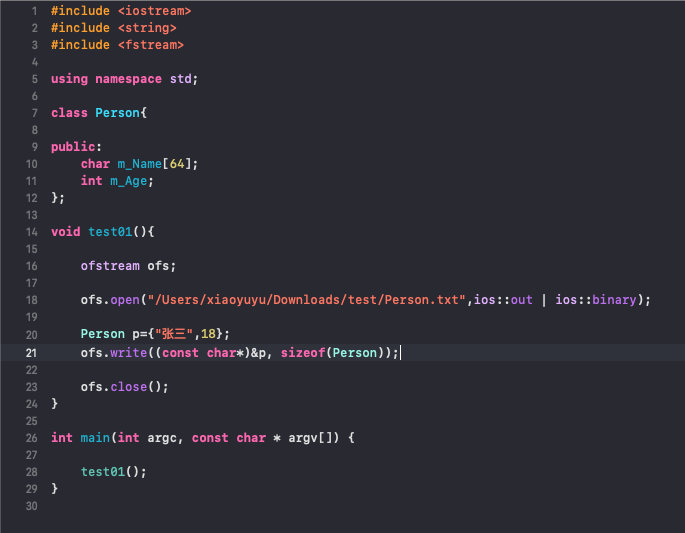 1 #include <iostream>
2 #include <string>
3 #include <fstream>
4
5 using namespace std;
6
7 class Person{
8
9 public:
10     char m_Name[64];
11     int m_Age;
12 };
13
14 void test01(){
15
16     ofstream ofs;
17
18     ofs.open("/Users/xiaoyuyu/Downloads/test/Person.txt",ios::out | ios::binary);
19
20     Person p={"张三",18};
21     ofs.write((const char*)&p, sizeof(Person));
22
23     ofs.close();
24 }
25
26 int main(int argc, const char * argv[]) {
27
28     test01();
29 }
30